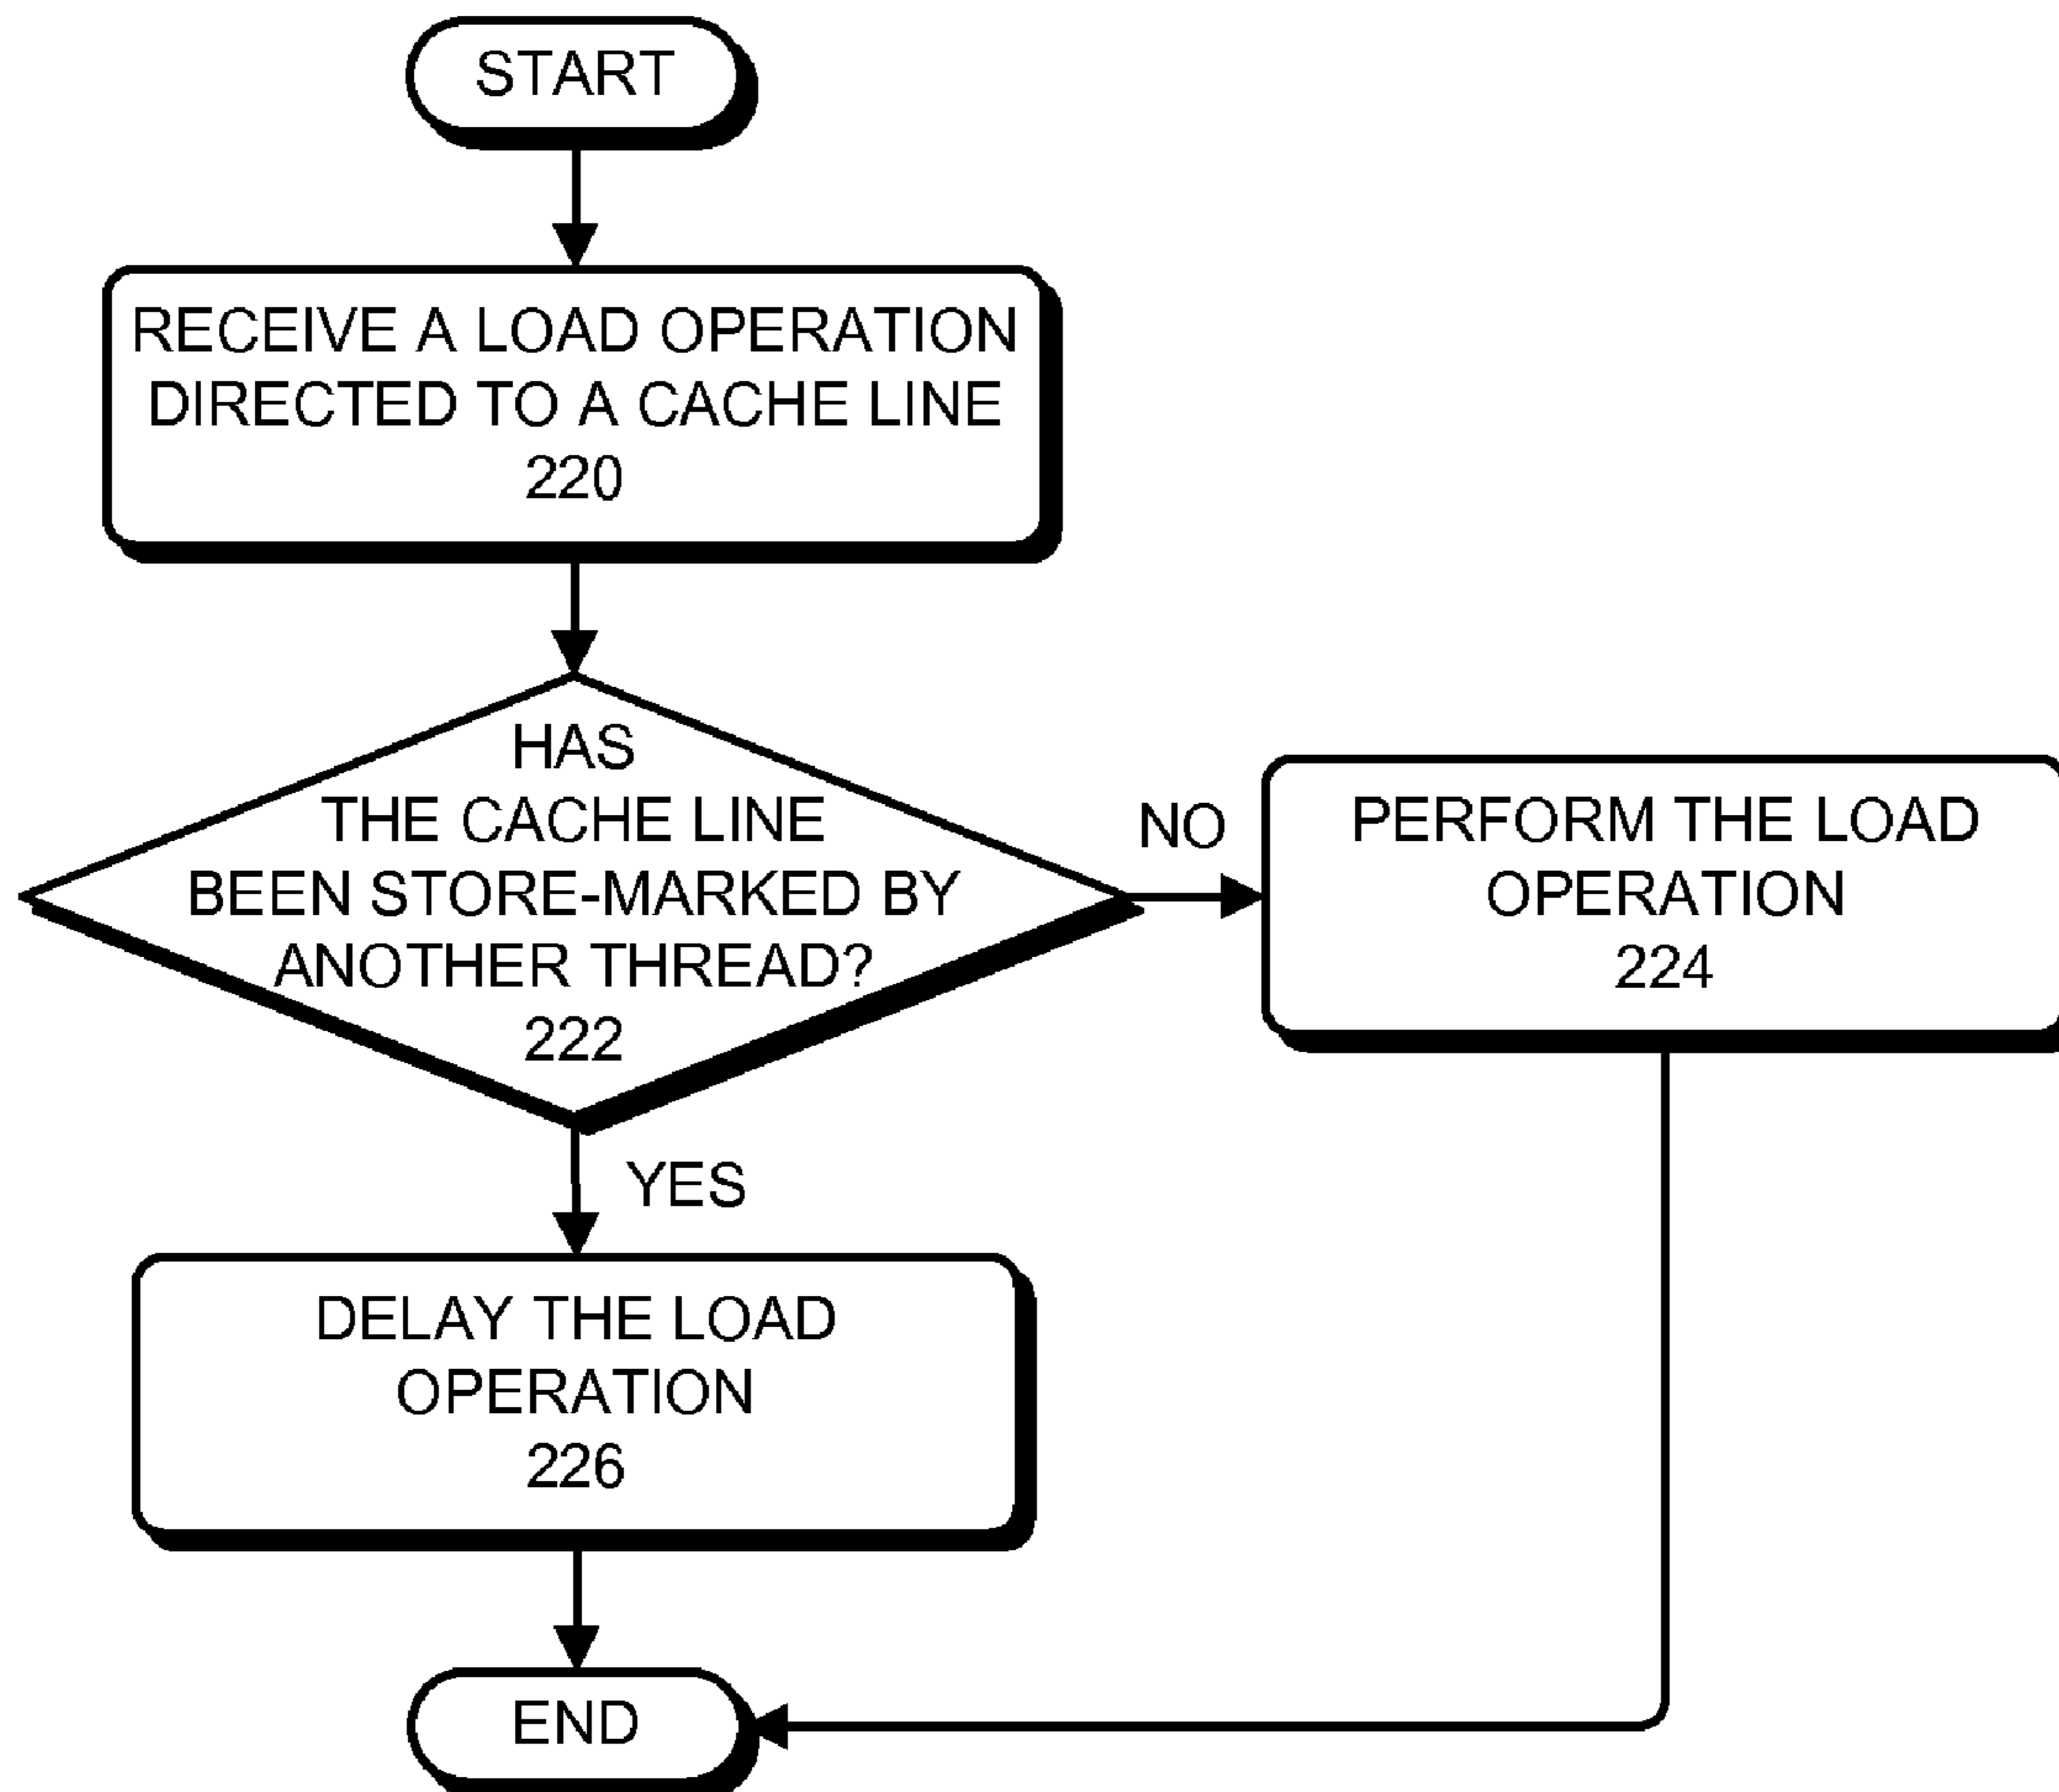 START
RECEIVE A LOAD OPERATION
DIRECTED TO A CACHE LINE
220
HAS
THE CACHE LINE
BEEN STORE-MARKED BY
ANOTHER THREAD?
222
NO
PERFORM THE LOAD
OPERATION
224
YES
DELAY THE LOAD
OPERATION
226
END